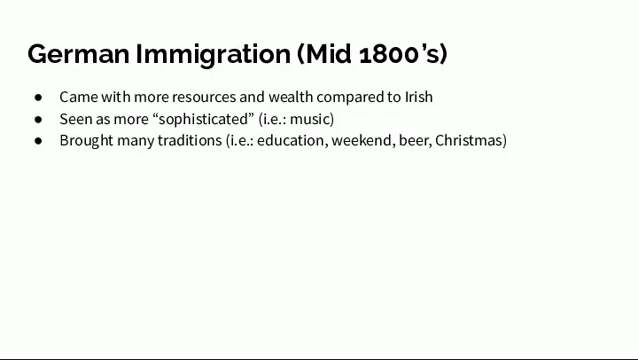 German Immigration (Mid 1800's)
● Came with more resources and wealth compared to Irish
● Seen as more “sophisticated” (i.e.: music)
● Brought many traditions (i.e.: education, weekend, beer, Christmas)